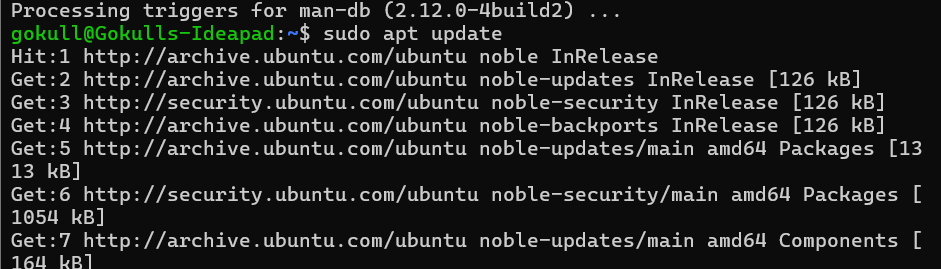 Processing triggers for man-db (2.12.0-4build2) ...
gokull@Gokulls-Ideapad:~$ sudo apt update
Hit:1 http://archive.ubuntu.com/ubuntu noble InRelease
Get:2 http://archive.ubuntu.com/ubuntu noble-updates InRelease [126 kB]
Get:3 http://security.ubuntu.com/ubuntu noble-security InRelease [126 kB]
Get:4 http://archive.ubuntu.com/ubuntu noble-backports InRelease [126 kB]
Get:5 http://archive.ubuntu.com/ubuntu noble-updates/main amd64 Packages [13
13 kB]
Get:6 http://security.ubuntu.com/ubuntu noble-security/main amd64 Packages [
1054 kB]
Get:7 http://archive.ubuntu.com/ubuntu noble-updates/main amd64 Components [
164 kB]